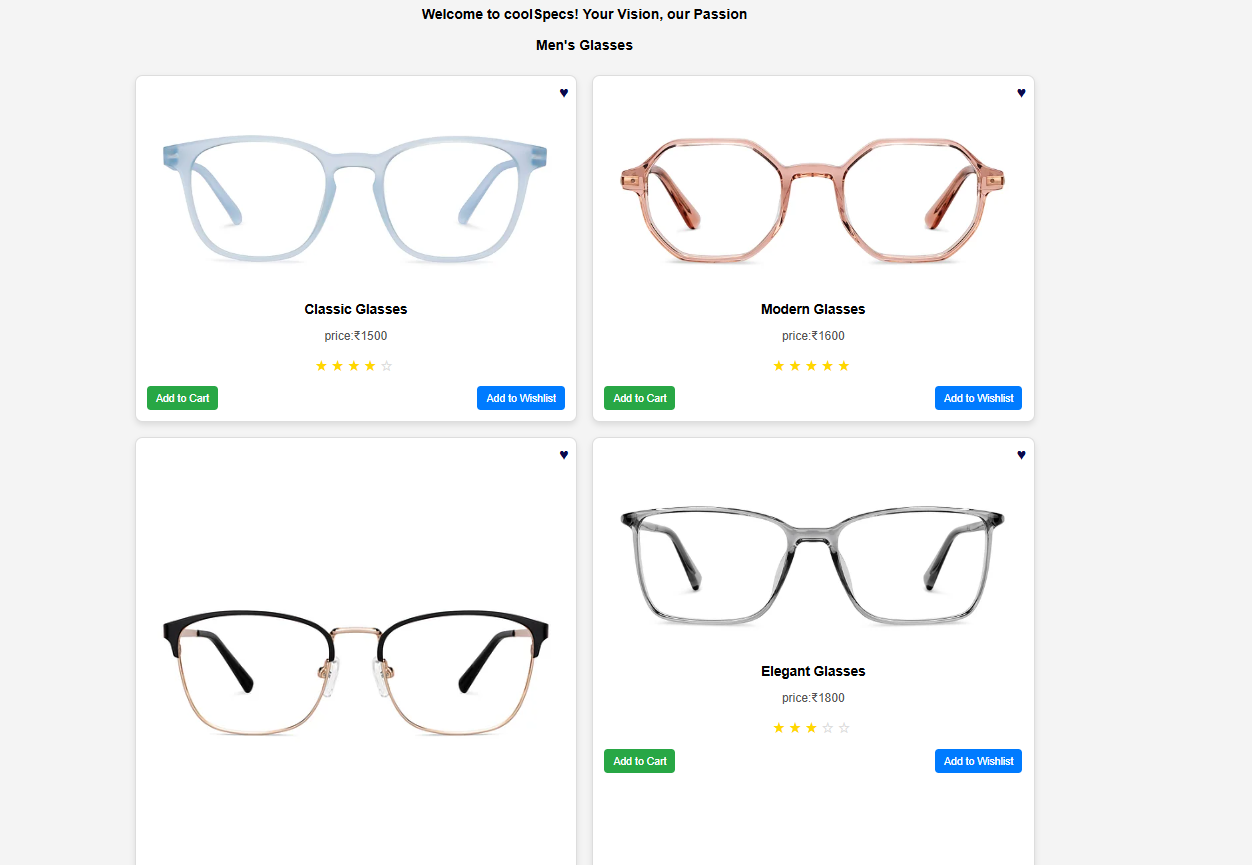 Welcome to coolSpecs! Your Vision, our Passion
Men's Glasses
♥
♥
Classic Glasses
price:₹1500
★ ★ ★ ★ ☆
Add to Cart
Add to Wishlist
Modern Glasses
price:₹1600
★ ★ ★ ★ ★
Add to Cart
Add to Wishlist
♥
♥
Elegant Glasses
price:₹1800
★ ★ ★ ☆ ☆
Add to Cart
Add to Wishlist